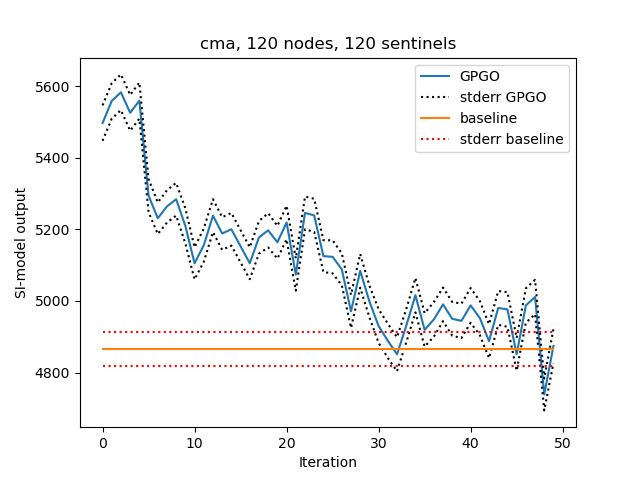 cma, 120 nodes, 120 sentinels
GPGO
stderr GPGO
baseline
stderr baseline
SI-model output
5600
5400
5200
5000
4800
0 10 20 30 40 50
Iteration